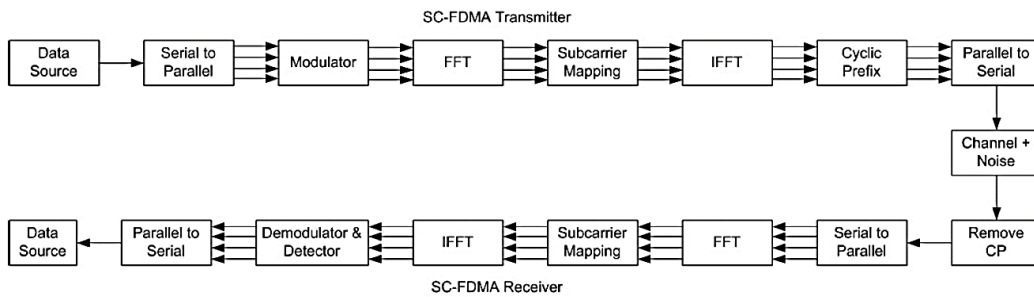 SC-FDMA Transmitter
Data
Source
Serial to
Parallel
Modulator
FFT
Subcarrier
Mapping
IFFT
Cyclic
Prefix
Parallel to
Serial
Channel +
Noise
Data
Source
Parallel to
Serial
Demodulator &
Detector
IFFT
Subcarrier
Mapping
FFT
Serial to
Parallel
Remove
CP
SC-FDMA Receiver